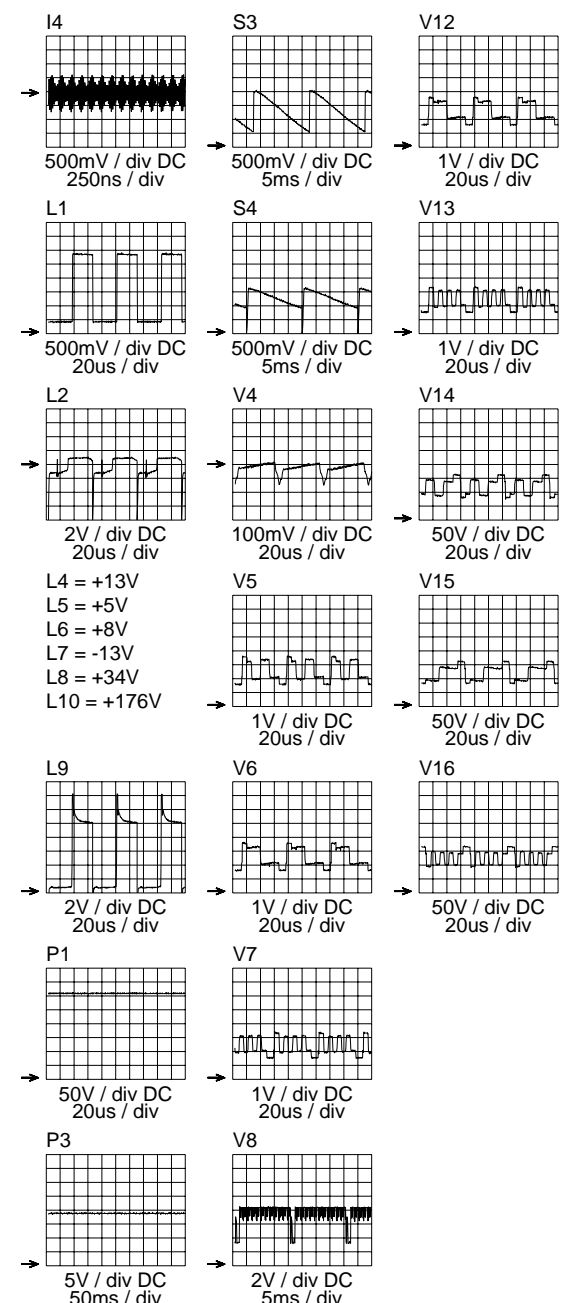 I4
500mV / div DC
250ns / div
S3
500mV / div DC
5ms / div
V12
1V / div DC
20us / div
L1
500mV / div DC
20us / div
S4
500mV / div DC
5ms / div
V13
1V / div DC
20us / div
L2
2V / div DC
20us / div
V4
100mV / div DC
20us / div
V14
50V / div DC
20us / div
L4 = +13V
L5 = +5V
L6 = +8V
L7 = -13V
L8 = +34V
L10 = +176V
V5
1V / div DC
20us / div
V15
50V / div DC
20us / div
L9
2V / div DC
20us / div
V6
1V / div DC
20us / div
V16
50V / div DC
20us / div
P1
50V / div DC
20us / div
V7
1V / div DC
20us / div
P3
5V / div DC
50ms / div
V8
2V / div DC
5ms / div